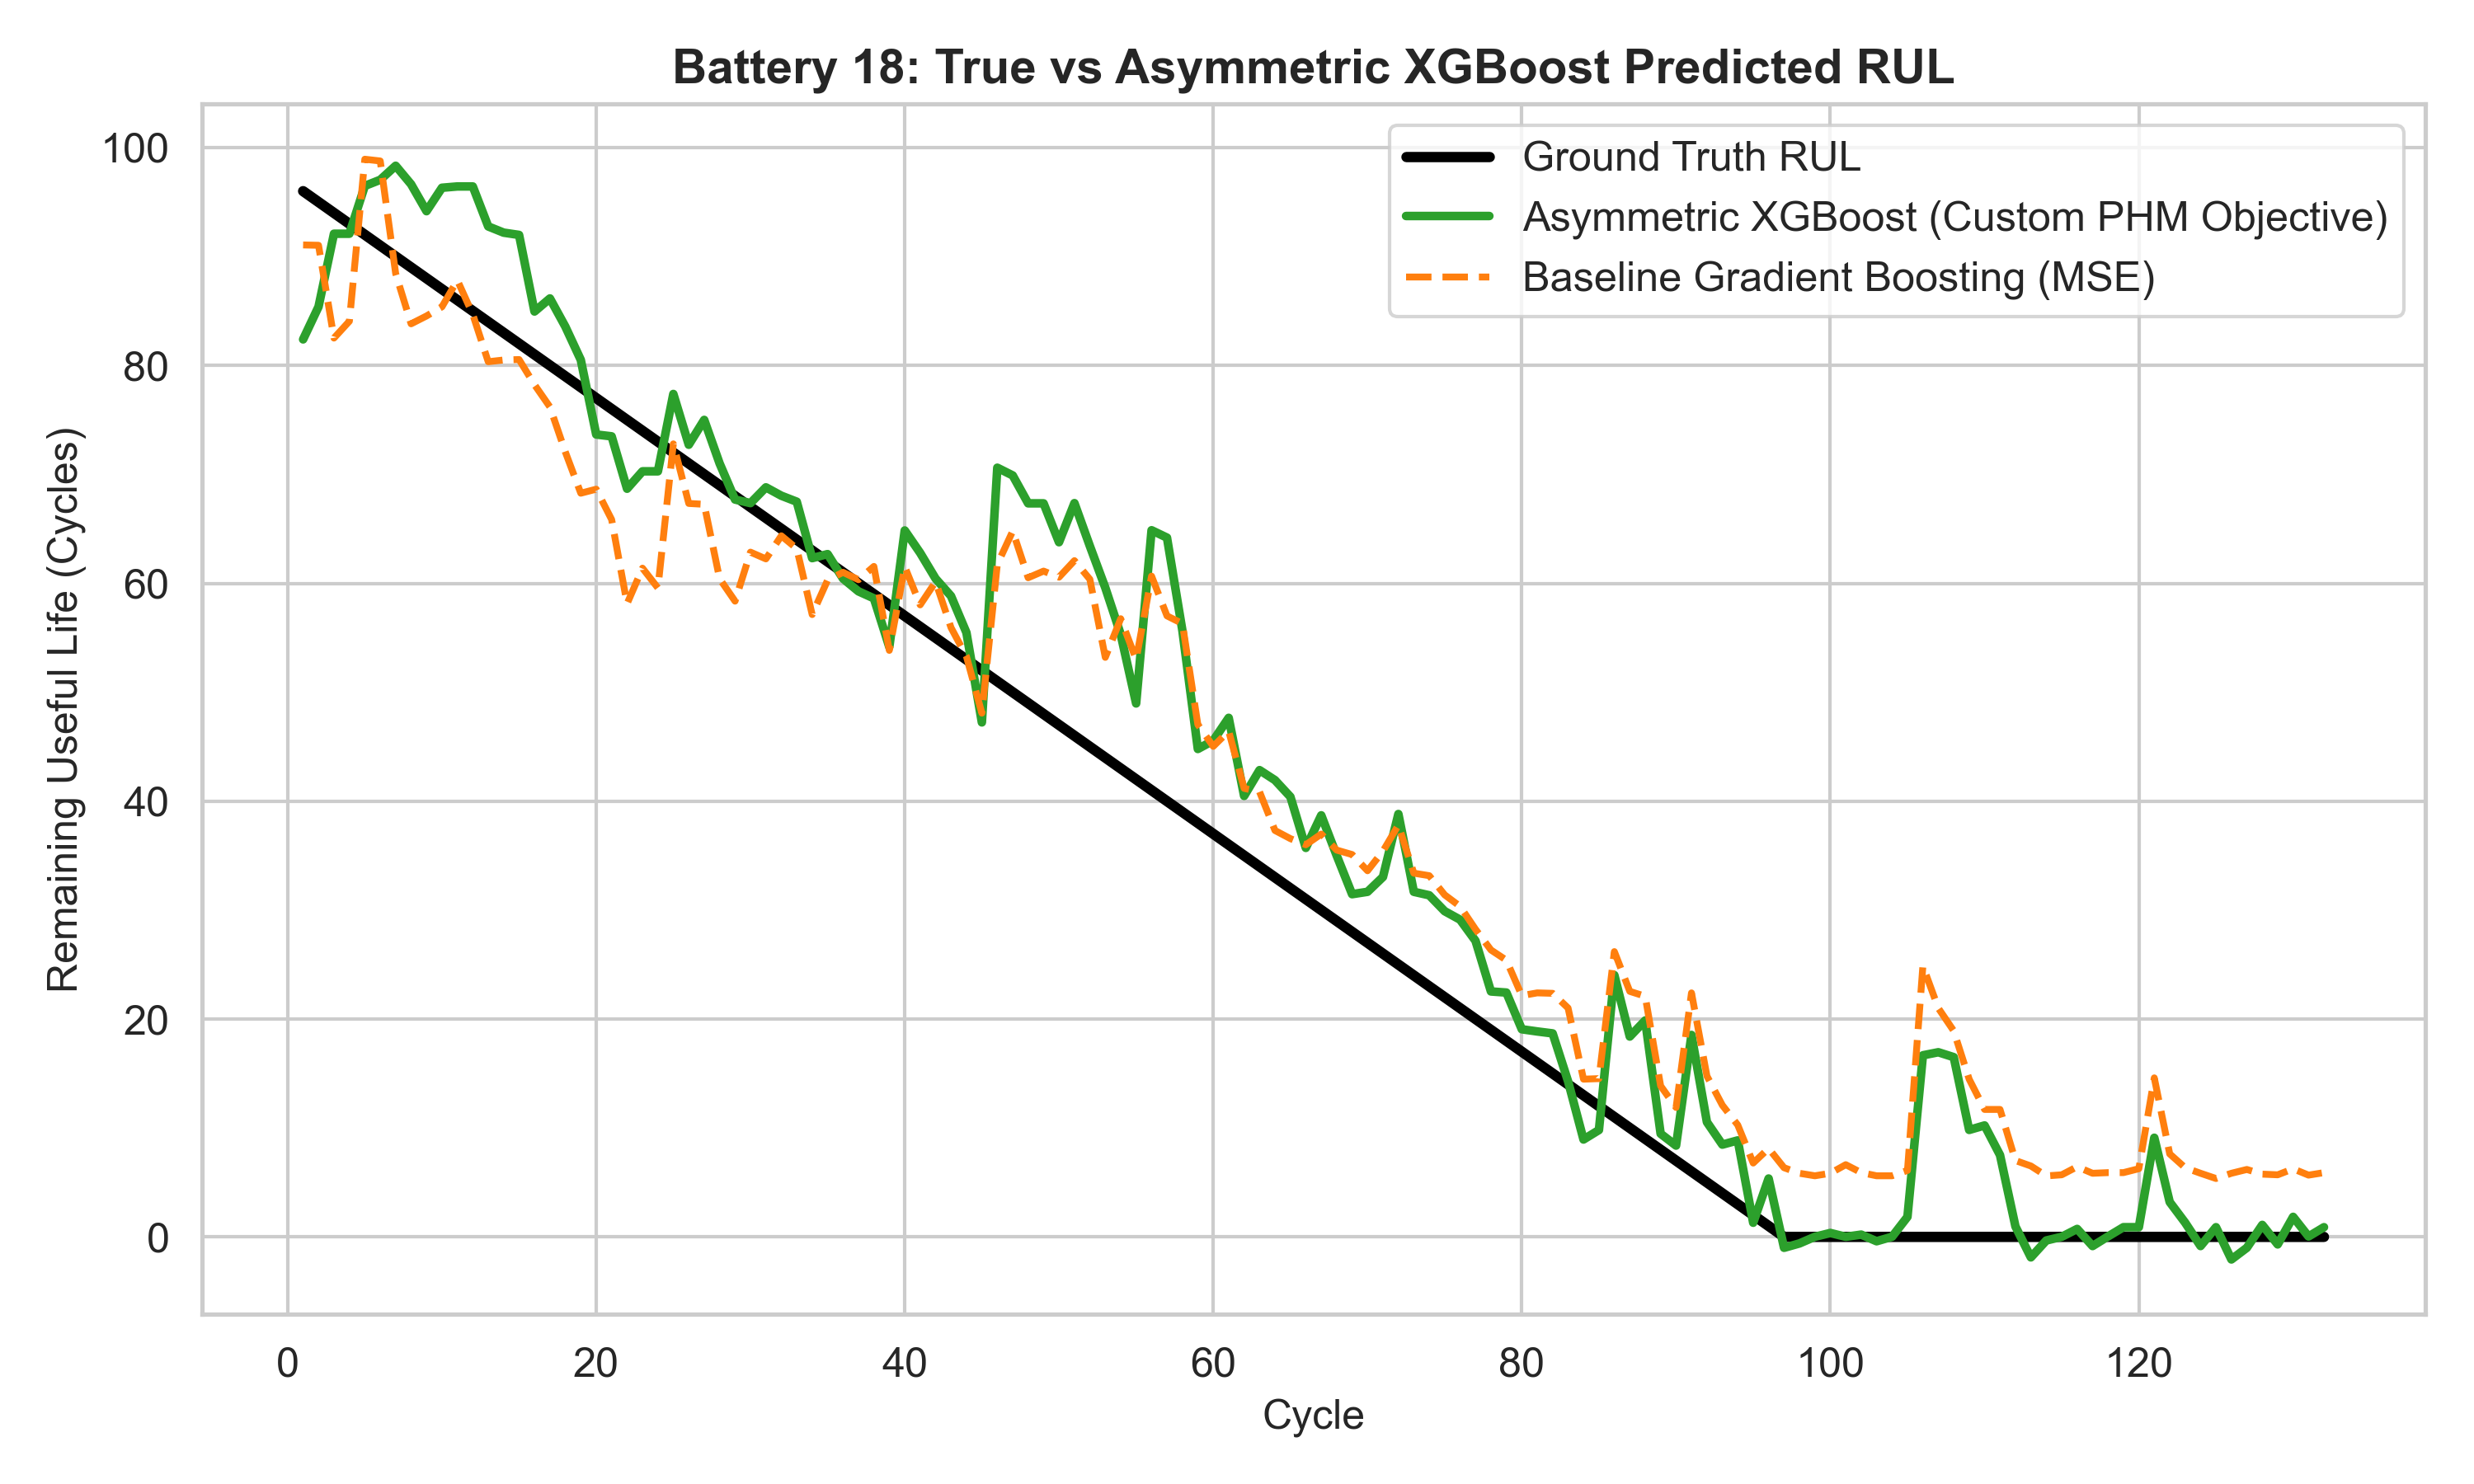 Battery 18: True vs Asymmetric XGBoost Predicted RUL
Ground Truth RUL
Asymmetric XGBoost (Custom PHM Objective)
Baseline Gradient Boosting (MSE)
Remaining Useful Life (Cycles)
100
80
60
40
20
0
0 20 40 60 80 100 120
Cycle